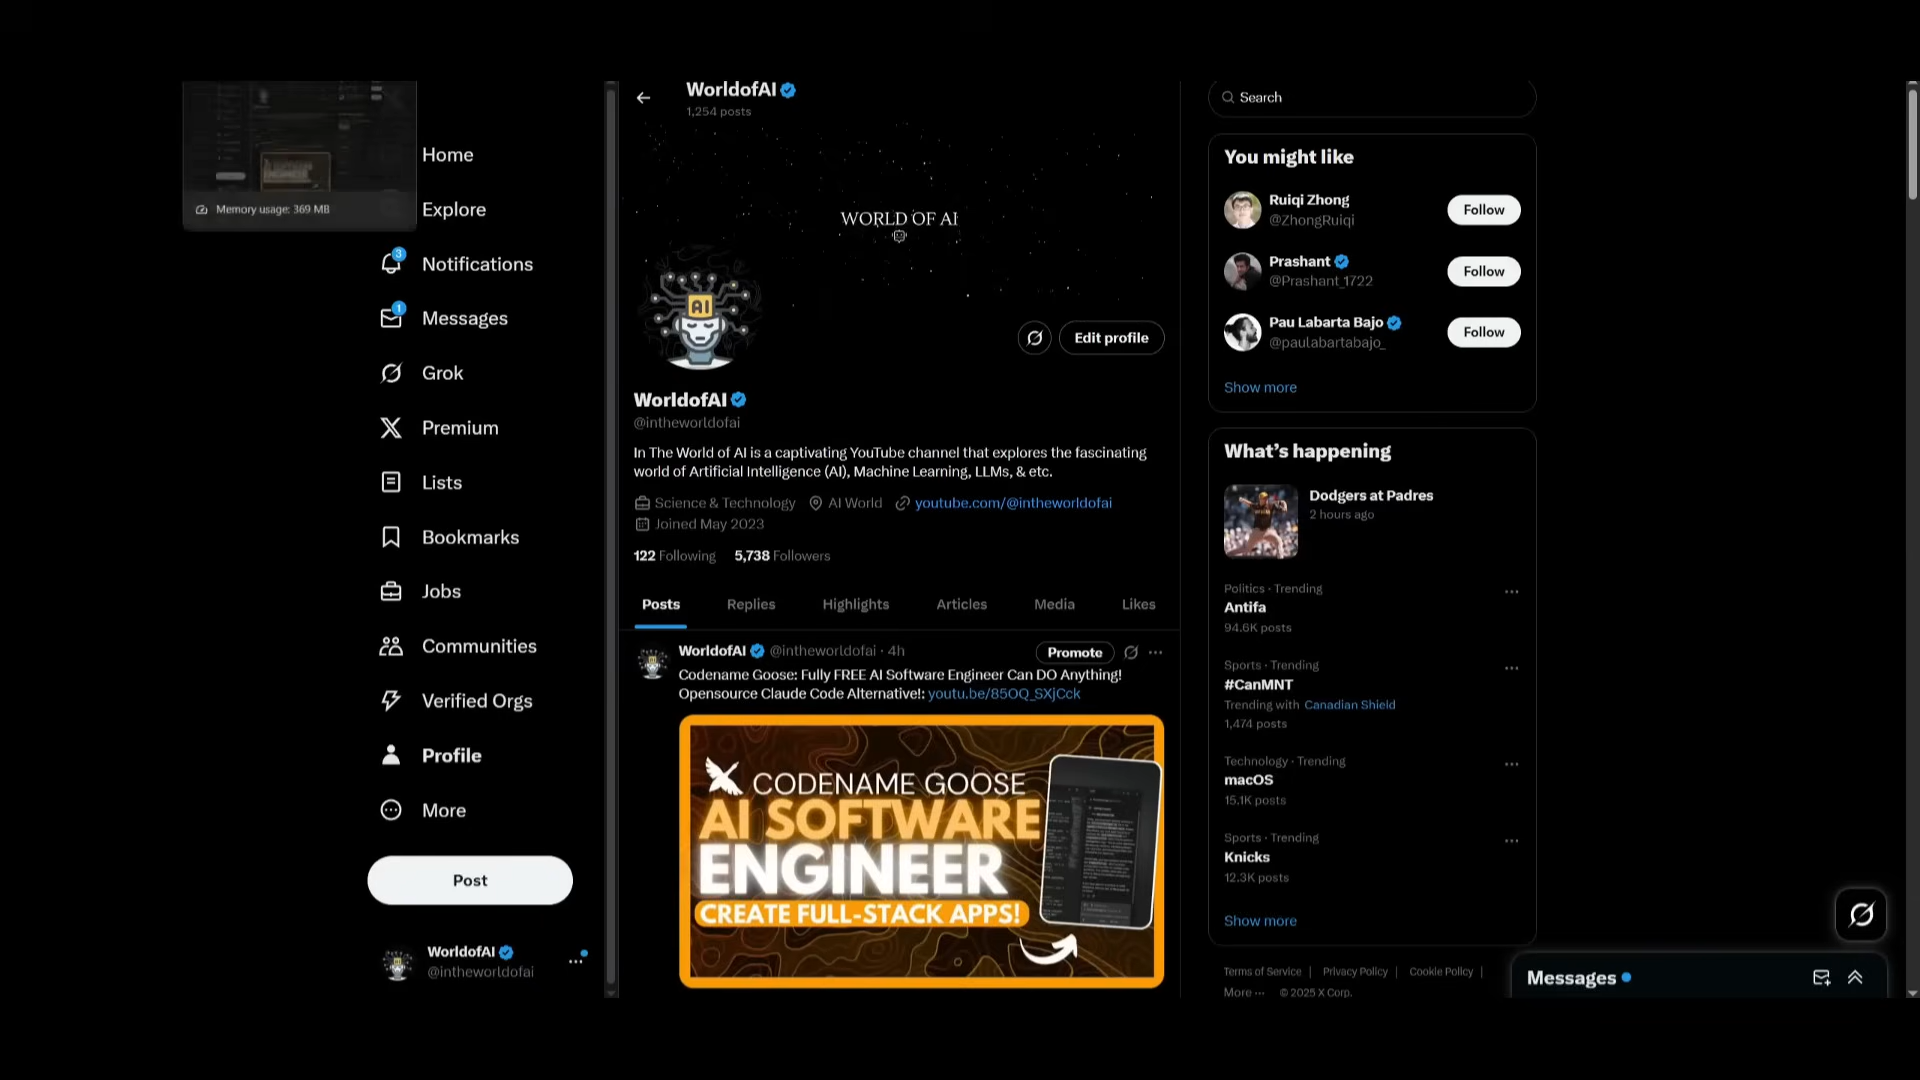 Memory usage: 369 MB
Home
Explore
3
Notifications
1
Messages
Grok
Premium
Lists
Bookmarks
Jobs
Communities
Verified Orgs
Profile
More
Post
WorldofAI
@intheworldofai
WorldofAI
1,254 posts
WORLD OF AI
AI
Edit profile
WorldofAI
@intheworldofai
In The World of AI is a captivating YouTube channel that explores the fascinating
world of Artificial Intelligence (AI), Machine Learning, LLMs, & etc.
Science & Technology AI World youtube.com/@intheworldofai
Joined May 2023
122 Following 5,738 Followers
Posts Replies Highlights Articles Media Likes
WorldofAI @intheworldofai · 4h Promote
Codename Goose: Fully FREE AI Software Engineer Can DO Anything!
Opensource Claude Code Alternative!: youtu.be/85OQ_SXjCck
CODENAME GOOSE
AI SOFTWARE
ENGINEER
CREATE FULL-STACK APPS!
Search
You might like
Ruiqi Zhong
@ZhongRuiqi
Follow
Prashant
@Prashant_1722
Follow
Pau Labarta Bajo
@paulabartabajo_
Follow
Show more
What's happening
Dodgers at Padres
2 hours ago
Politics · Trending
Antifa
94.6K posts
Sports · Trending
#CanMNT
Trending with Canadian Shield
1,474 posts
Technology · Trending
macOS
15.1K posts
Sports · Trending
Knicks
12.3K posts
Show more
Terms of Service | Privacy Policy | Cookie Policy |
More ··· © 2025 X Corp.
Messages